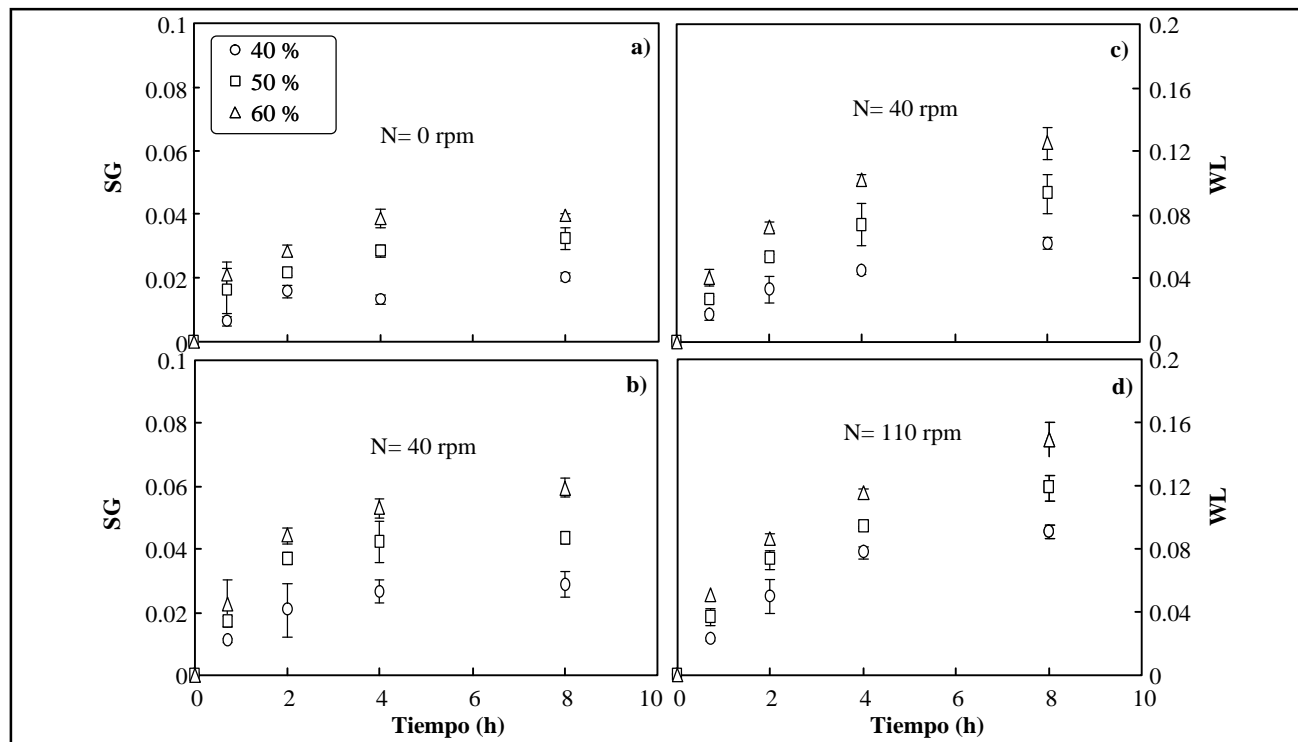 0.1
0.08
0.06
0.04
0.02
0
SG
40 %
50 %
60 %
a)
N= 0 rpm
c)
N= 40 rpm
0.2
0.16
0.12
0.08
0.04
0
WL
0.1
0.08
0.06
0.04
0.02
0
SG
b)
N= 40 rpm
0 2 4 6 8 10
Tiempo (h)
d)
N= 110 rpm
0.2
0.16
0.12
0.08
0.04
0
WL
0 2 4 6 8 10
Tiempo (h)